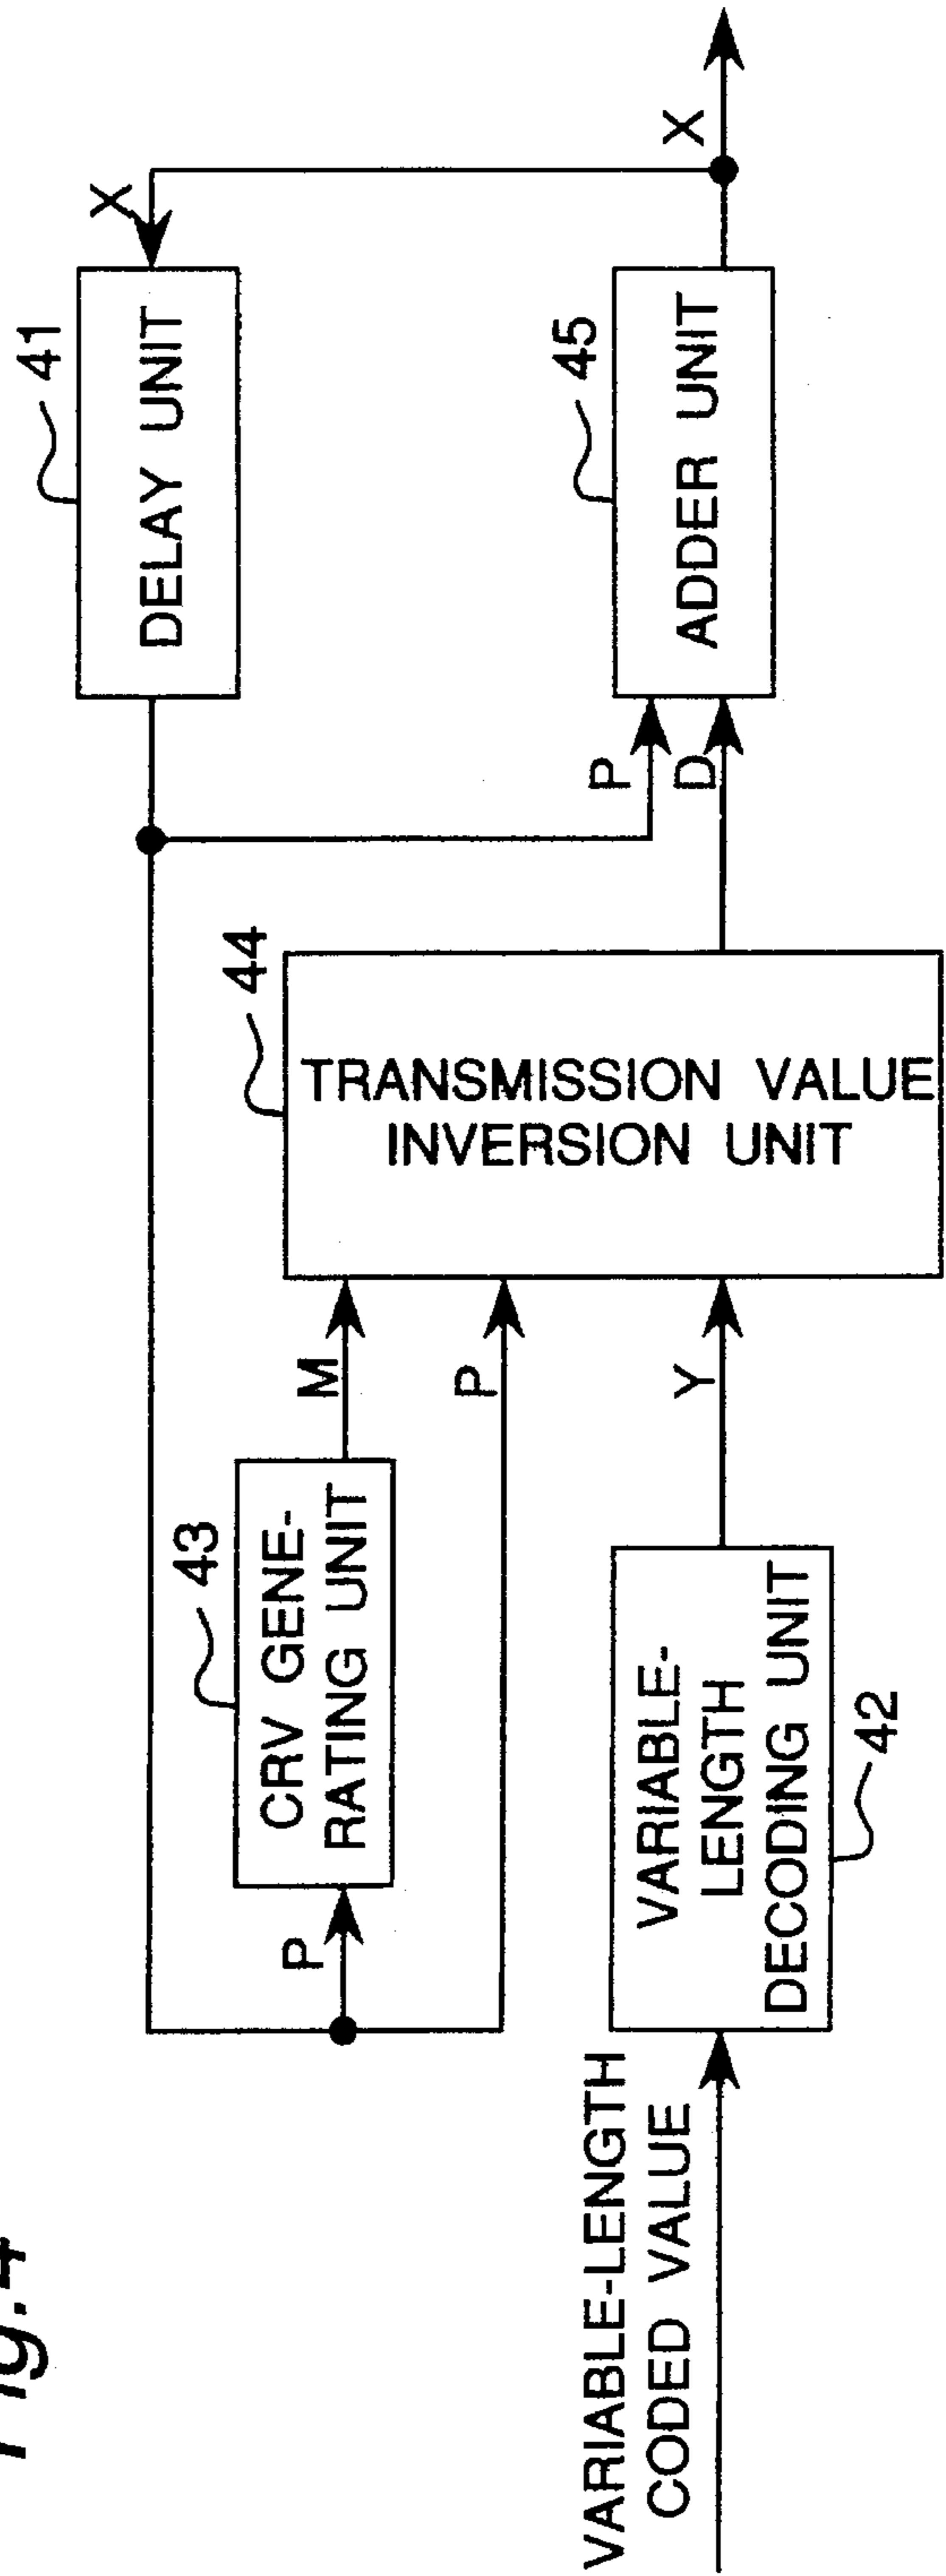 Fig.4
41
DELAY UNIT
X
43
CRV GENE-
RATING UNIT
P
M
P
44
TRANSMISSION VALUE
INVERSION UNIT
P
D
45
ADDER UNIT
X
VARIABLE-LENGTH
CODED VALUE
VARIABLE-
LENGTH
DECODING UNIT
42
Y